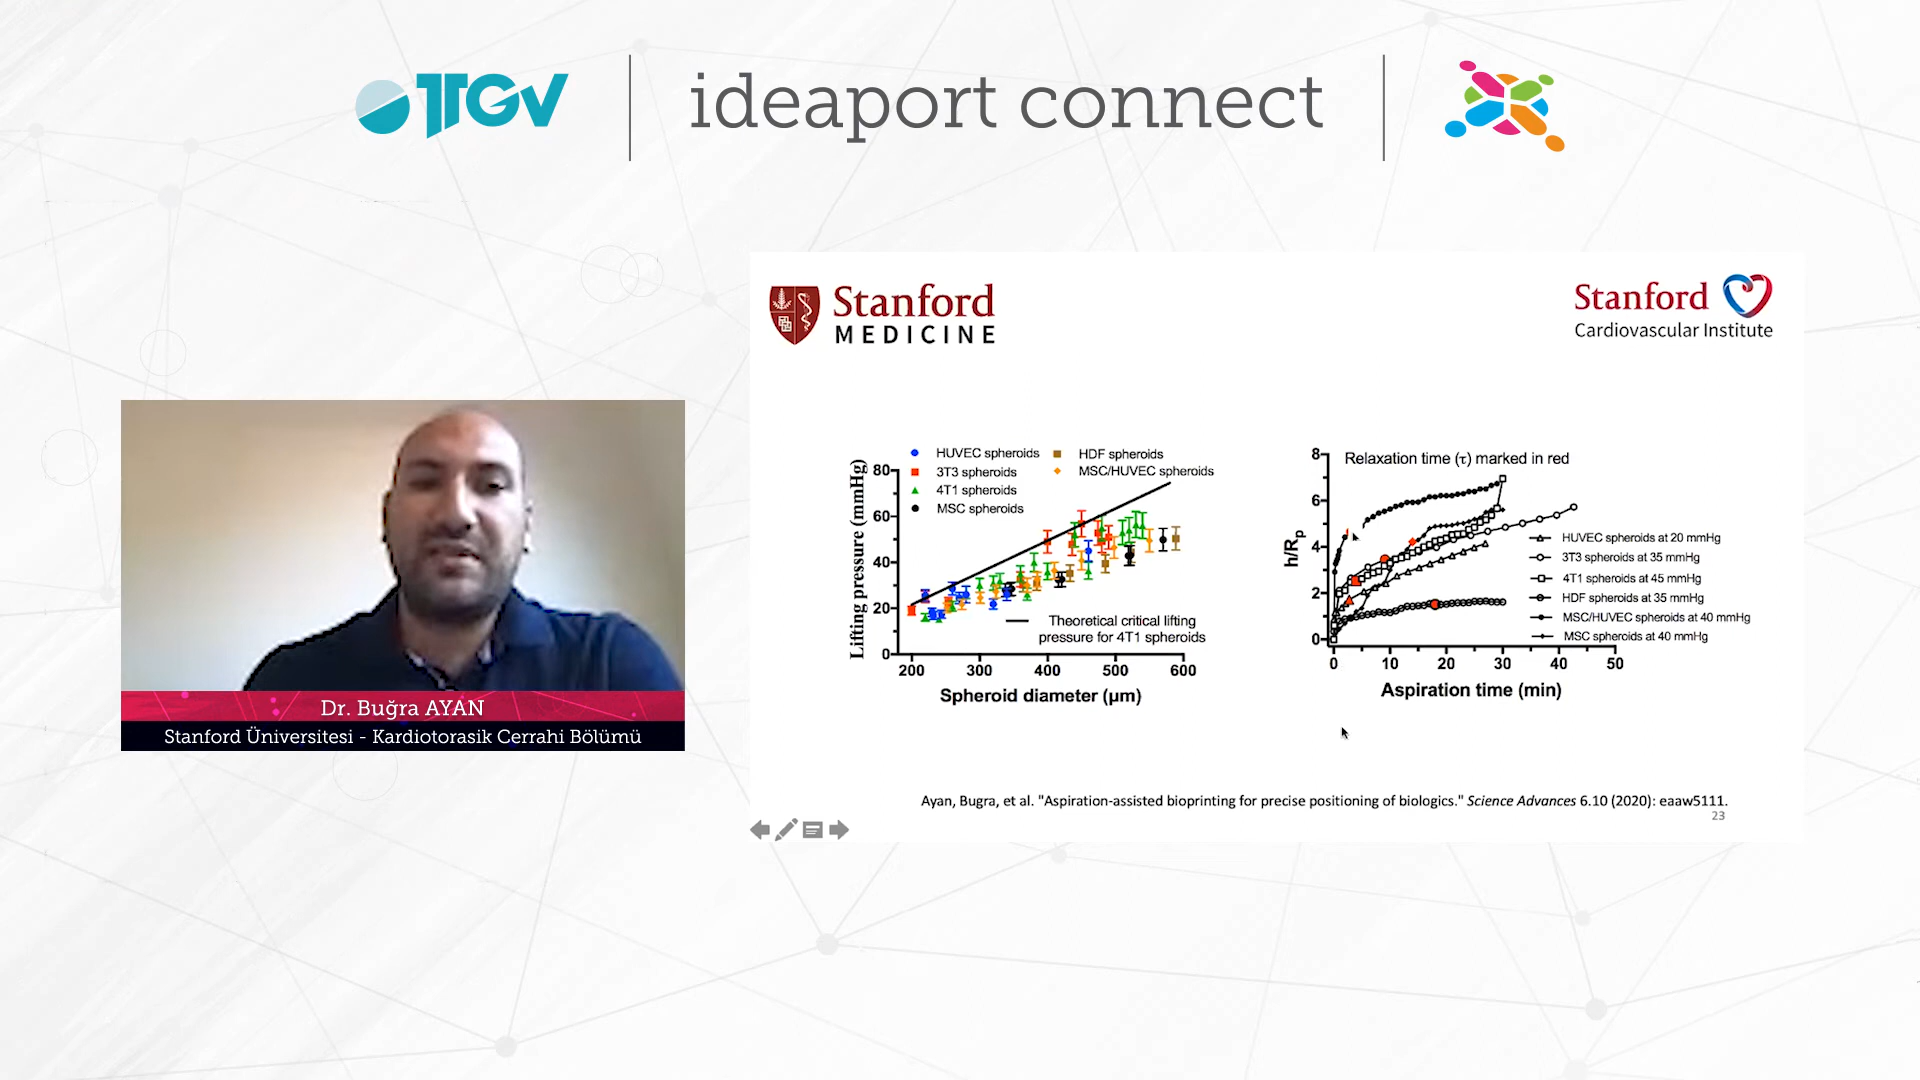 TTGV
ideaport connect
Stanford
MEDICINE
Stanford
Cardiovascular Institute
Dr. Buğra AYAN
Stanford Üniversitesi - Kardiotorasik Cerrahi Bölümü
HUVEC spheroids
3T3 spheroids
4T1 spheroids
MSC spheroids
HDF spheroids
MSC/HUVEC spheroids
Lifting pressure (mmHg)
80
60
40
20
0
Theoretical critical lifting
pressure for 4T1 spheroids
200 300 400 500 600
Spheroid diameter (µm)
Relaxation time (τ) marked in red
h/Rp
8
6
4
2
0
HUVEC spheroids at 20 mmHg
3T3 spheroids at 35 mmHg
4T1 spheroids at 45 mmHg
HDF spheroids at 35 mmHg
MSC/HUVEC spheroids at 40 mmHg
MSC spheroids at 40 mmHg
0 10 20 30 40 50
Aspiration time (min)
Ayan, Bugra, et al. "Aspiration-assisted bioprinting for precise positioning of biologics." Science Advances 6.10 (2020): eaaw5111.
23